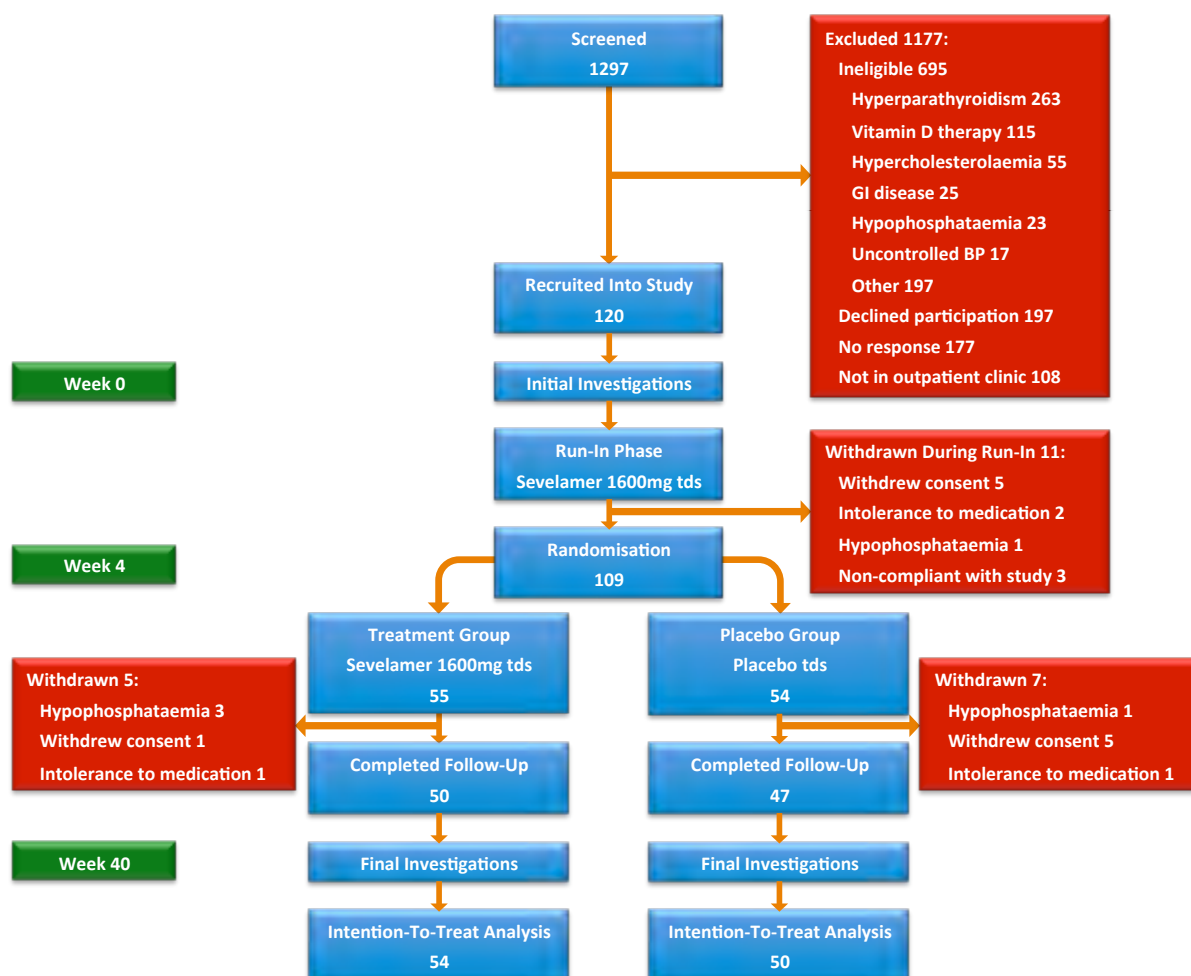 Screened
1297
Excluded 1177:
Ineligible 695
Hyperparathyroidism 263
Vitamin D therapy 115
Hypercholesterolaemia 55
GI disease 25
Hypophosphataemia 23
Uncontrolled BP 17
Other 197
Declined participation 197
No response 177
Not in outpatient clinic 108
Recruited Into Study
120
Week 0
Initial Investigations
Run-In Phase
Sevelamer 1600mg tds
Withdrawn During Run-In 11:
Withdrew consent 5
Intolerance to medication 2
Hypophosphataemia 1
Non-compliant with study 3
Week 4
Randomisation
109
Treatment Group
Sevelamer 1600mg tds
55
Placebo Group
Placebo tds
54
Withdrawn 5:
Hypophosphataemia 3
Withdrew consent 1
Intolerance to medication 1
Withdrawn 7:
Hypophosphataemia 1
Withdrew consent 5
Intolerance to medication 1
Completed Follow-Up
50
Completed Follow-Up
47
Week 40
Final Investigations
Final Investigations
Intention-To-Treat Analysis
54
Intention-To-Treat Analysis
50